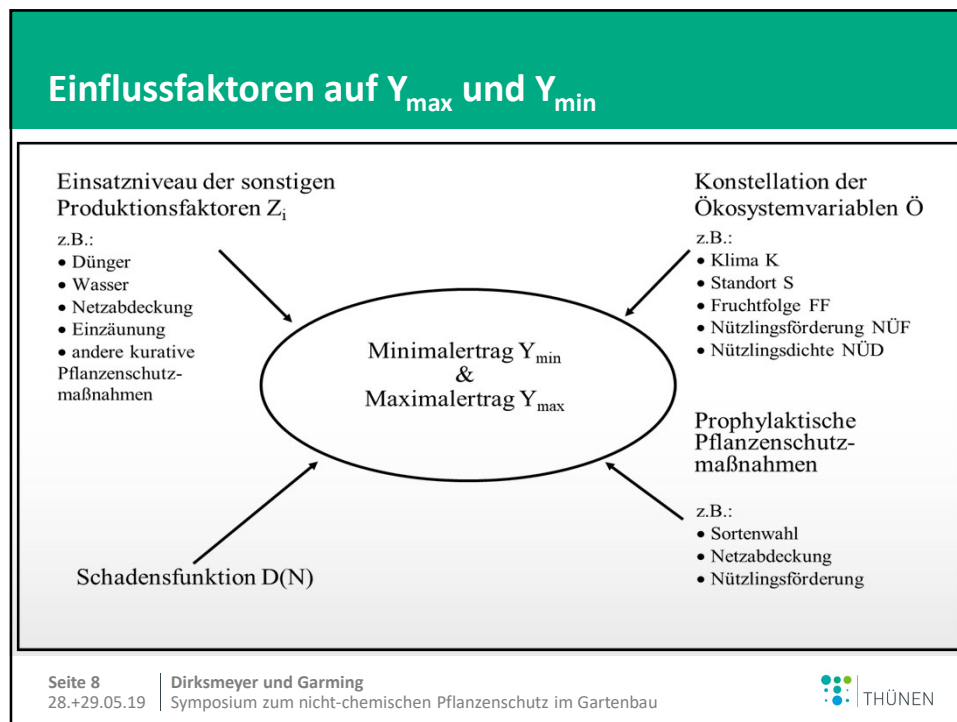 Einflussfaktoren auf Ymax und Ymin
Einsatzniveau der sonstigen
Produktionsfaktoren Zi
z.B.:
• Dünger
• Wasser
• Netzabdeckung
• Einzäunung
• andere kurative
Pflanzenschutz-
maßnahmen
Konstellation der
Ökosystemvariablen Ö
z.B.:
• Klima K
• Standort S
• Fruchtfolge FF
• Nützlingsförderung NÜF
• Nützlingsdichte NÜD
Minimalertrag Ymin
&
Maximalertrag Ymax
Prophylaktische
Pflanzenschutz-
maßnahmen
z.B.:
• Sortenwahl
• Netzabdeckung
• Nützlingsförderung
Schadensfunktion D(N)
Seite 8
28.+29.05.19
Dirksmeyer und Garming
Symposium zum nicht-chemischen Pflanzenschutz im Gartenbau
THÜNEN